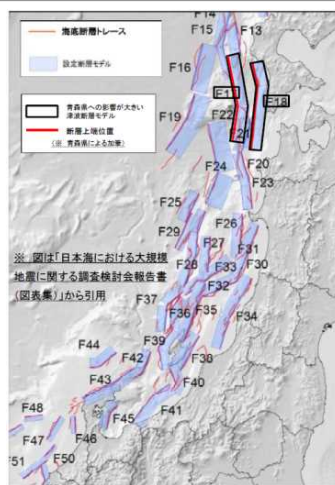 F14
F13
海底断層トレース
F15
設定断層モデル
F16
青森県への影響が大きい
津波断層モデル
F17
F18
断層上端位置
(※ 青森県による加筆)
F19
F22
21
F20
F24
F23
F25
F26
F29
F31
F27
F30
※ 図は「日本海における大規模
地震に関する調査検討会報告書
(図表集)」から引用
F28
F33
F32
F37
F35
F36
F34
F39
F44
F42
F38
F43
F40
F41
F48
F45
F47
F46
F51
F50